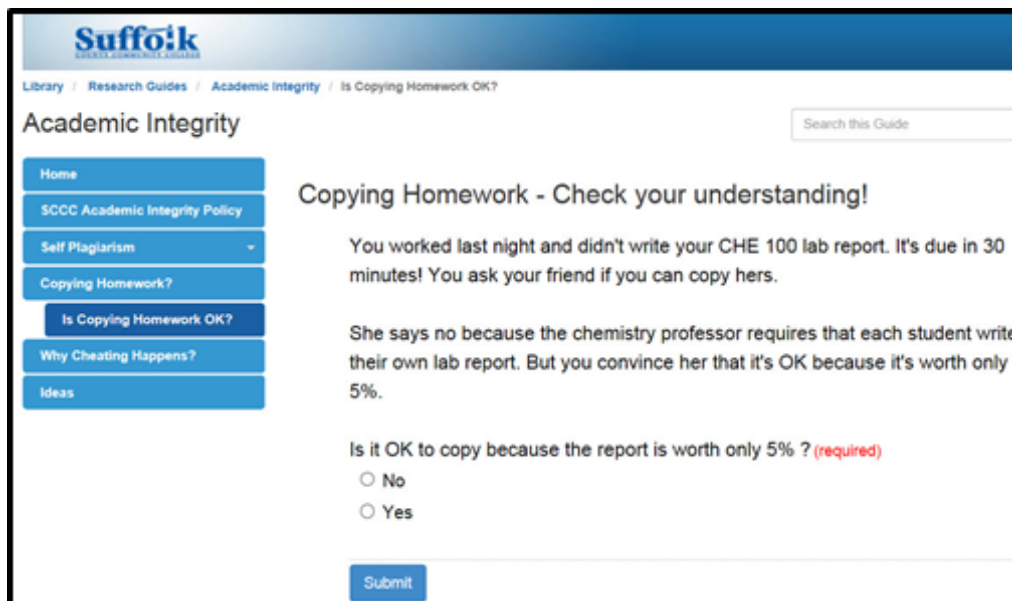 Suffolk
COUNTY COMMUNITY COLLEGE
Library / Research Guides / Academic Integrity / Is Copying Homework OK?
Academic Integrity
Search this Guide
Home
SCCC Academic Integrity Policy
Self Plagiarism
Copying Homework?
Is Copying Homework OK?
Why Cheating Happens?
Ideas
Copying Homework - Check your understanding!
You worked last night and didn't write your CHE 100 lab report. It's due in 30
minutes! You ask your friend if you can copy hers.
She says no because the chemistry professor requires that each student write
their own lab report. But you convince her that it's OK because it's worth only
5%.
Is it OK to copy because the report is worth only 5% ? (required)
No
Yes
Submit